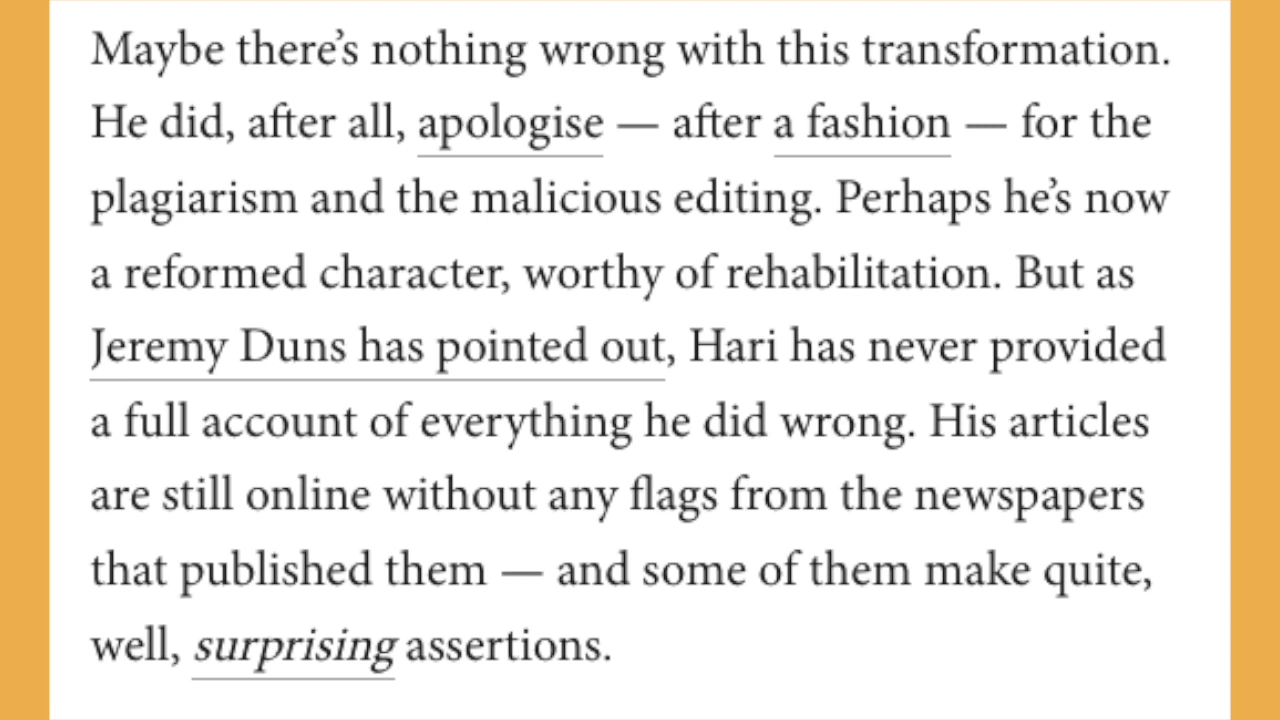 Maybe there’s nothing wrong with this transformation.
He did, after all, apologise — after a fashion — for the
plagiarism and the malicious editing. Perhaps he’s now
a reformed character, worthy of rehabilitation. But as
Jeremy Duns has pointed out, Hari has never provided
a full account of everything he did wrong. His articles
are still online without any flags from the newspapers
that published them — and some of them make quite,
well, surprising assertions.